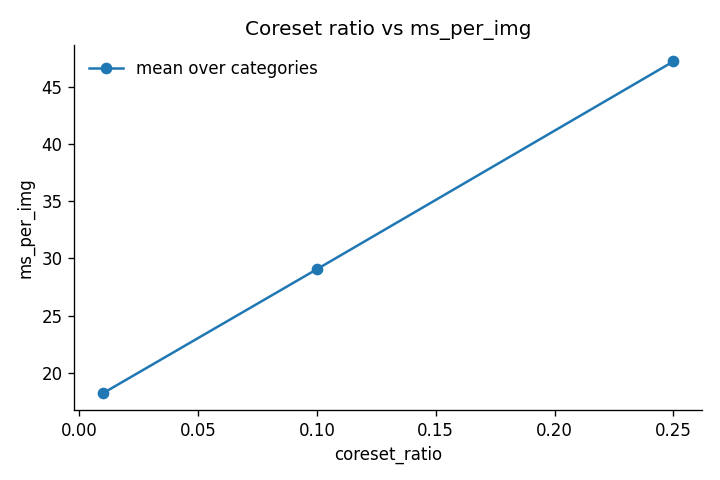 Coreset ratio vs ms_per_img
mean over categories
ms_per_img
45
40
35
30
25
20
0.00 0.05 0.10 0.15 0.20 0.25
coreset_ratio